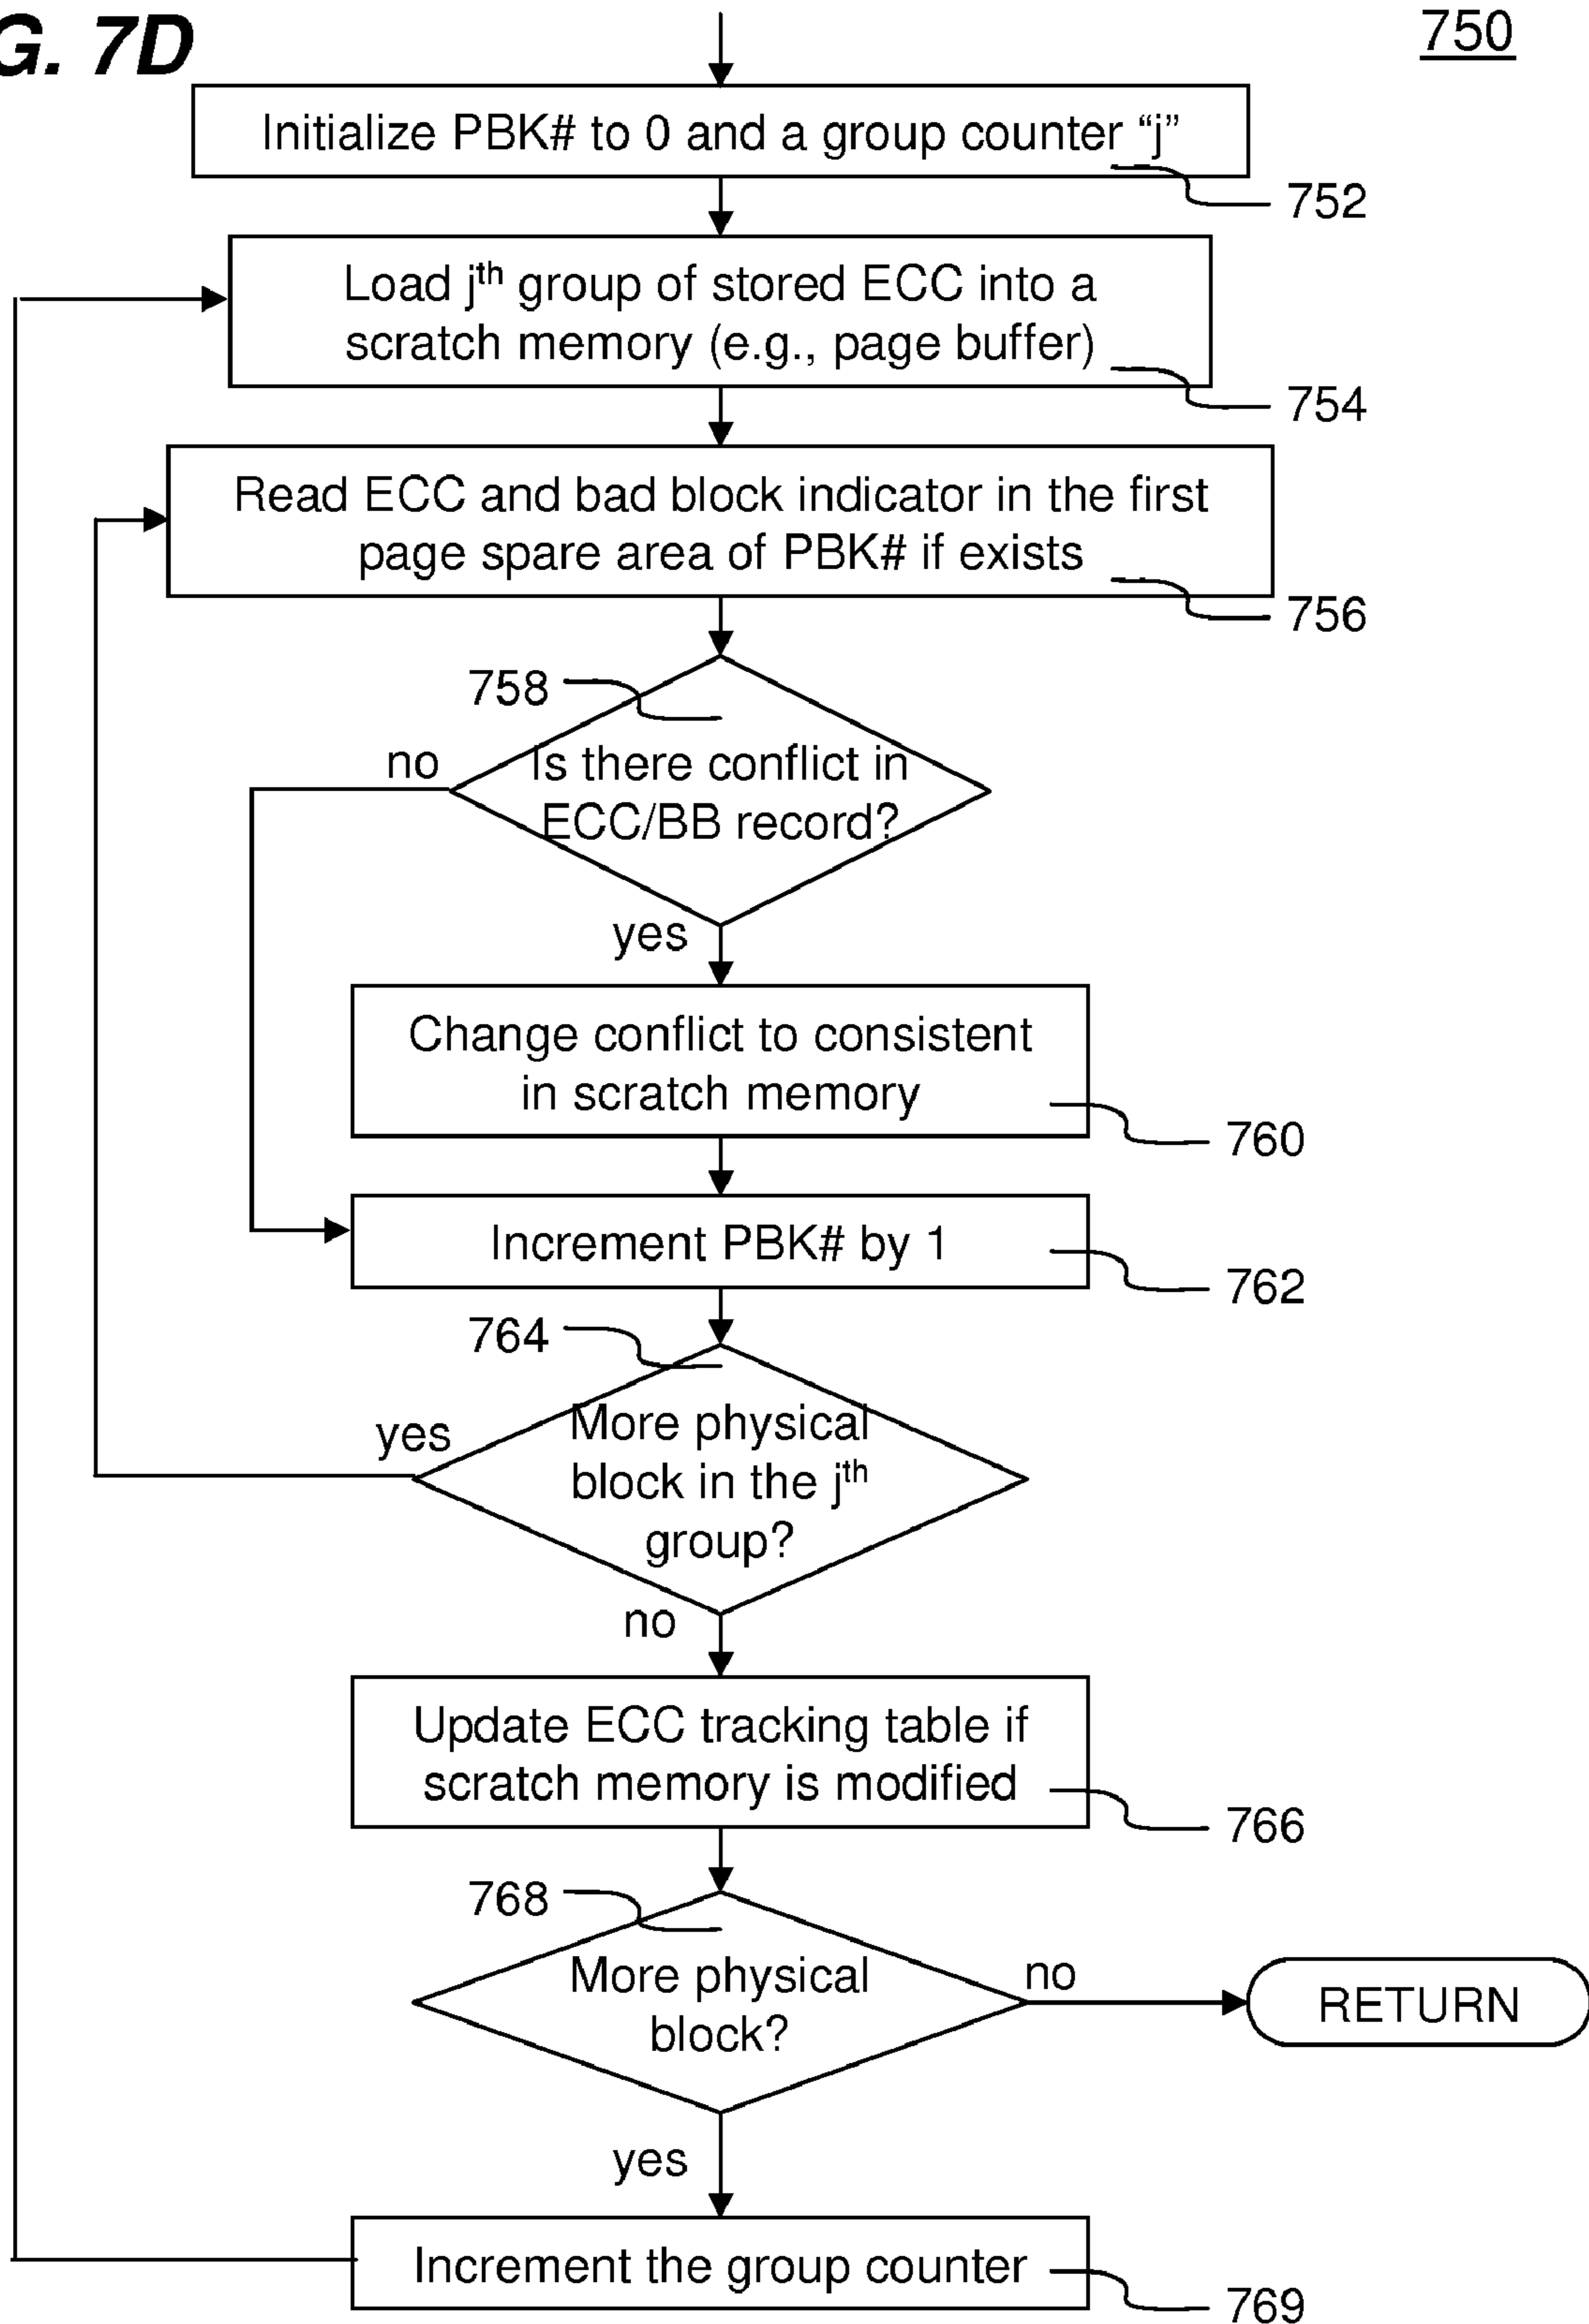 G. 7D
750
Initialize PBK# to 0 and a group counter “j”
752
Load jth group of stored ECC into a
scratch memory (e.g., page buffer)
754
Read ECC and bad block indicator in the first
page spare area of PBK# if exists
756
758
no
Is there conflict in
ECC/BB record?
yes
Change conflict to consistent
in scratch memory
760
Increment PBK# by 1
762
764
yes
More physical
block in the jth
group?
no
Update ECC tracking table if
scratch memory is modified
766
768
More physical
block?
no
RETURN
yes
Increment the group counter
769